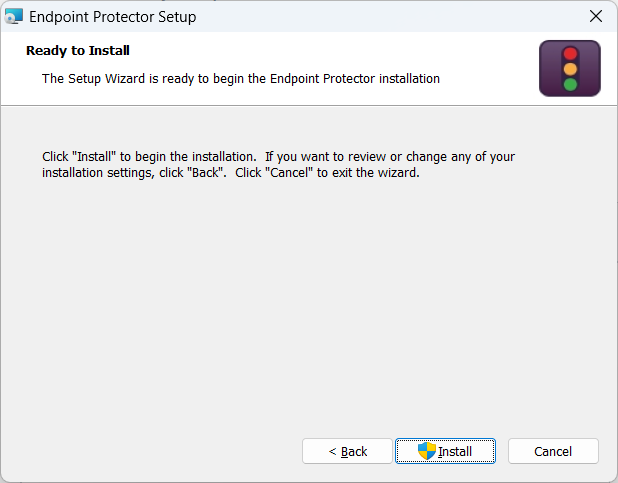 Endpoint Protector Setup
Ready to Install
The Setup Wizard is ready to begin the Endpoint Protector installation
Click "Install" to begin the installation.  If you want to review or change any of your
installation settings, click "Back".  Click "Cancel" to exit the wizard.
< Back
Install
Cancel